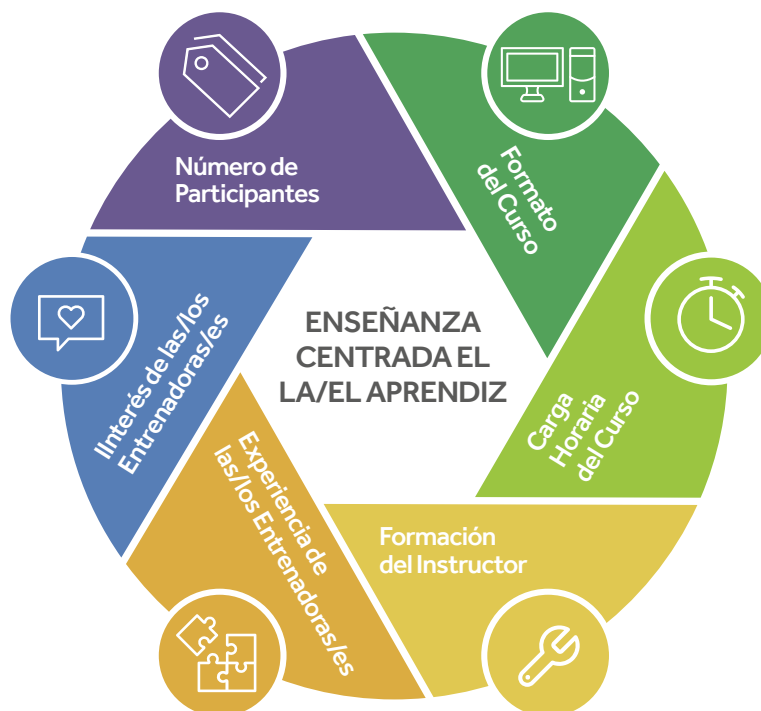 Número de
Participantes
Formato
del Curso
Carga
Horaria
del Curso
Formación
del Instructor
Experiencia de
las/los Entrenadoras/es
IInterés de las/los
Entrenadoras/es
ENSEÑANZA
CENTRADA EL
LA/EL APRENDIZ